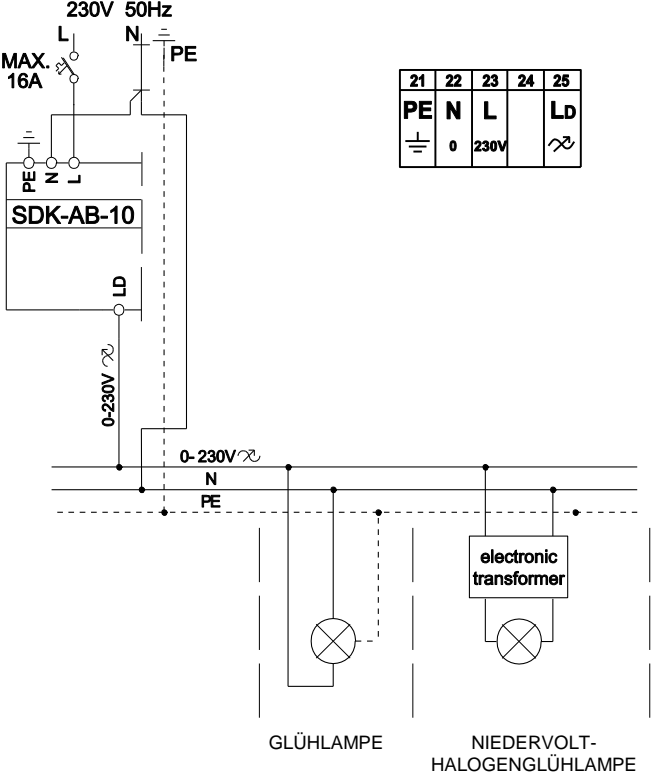 230V 50Hz
L N PE
MAX.
16A
21 22 23 24 25
PE N L LD
0 230V
PE N L
SDK-AB-10
LD
0-230V
0-230V
N
PE
electronic
transformer
GLÜHLAMPE
NIEDERVOLT-
HALOGENGLÜHLAMPE